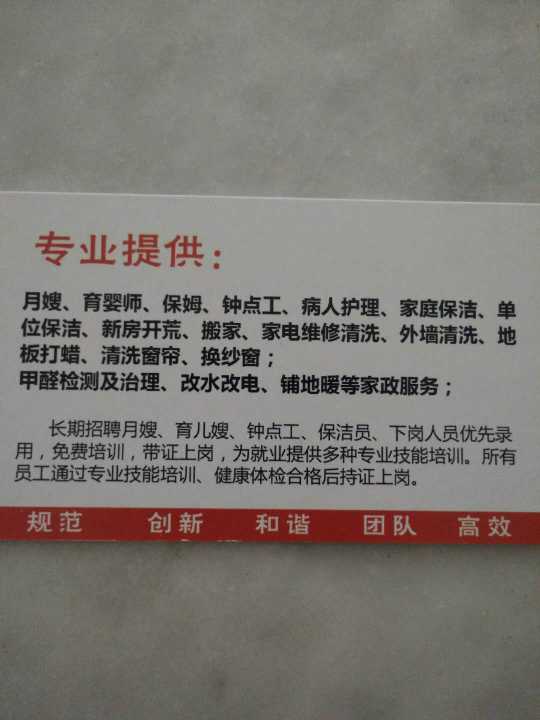 专业提供：
月嫂、育婴师、保姆、钟点工、病人护理、家庭保洁、单
位保洁、新房开荒、搬家、家电维修清洗、外墙清洗、地
板打蜡、清洗窗帘、换纱窗；
甲醛检测及治理、改水改电、铺地暖等家政服务；
长期招聘月嫂、育儿嫂、钟点工、保洁员、下岗人员优先录
用，免费培训，带证上岗，为就业提供多种专业技能培训。所有
员工通过专业技能培训、健康体检合格后持证上岗。
规范 创新 和谐 团队 高效